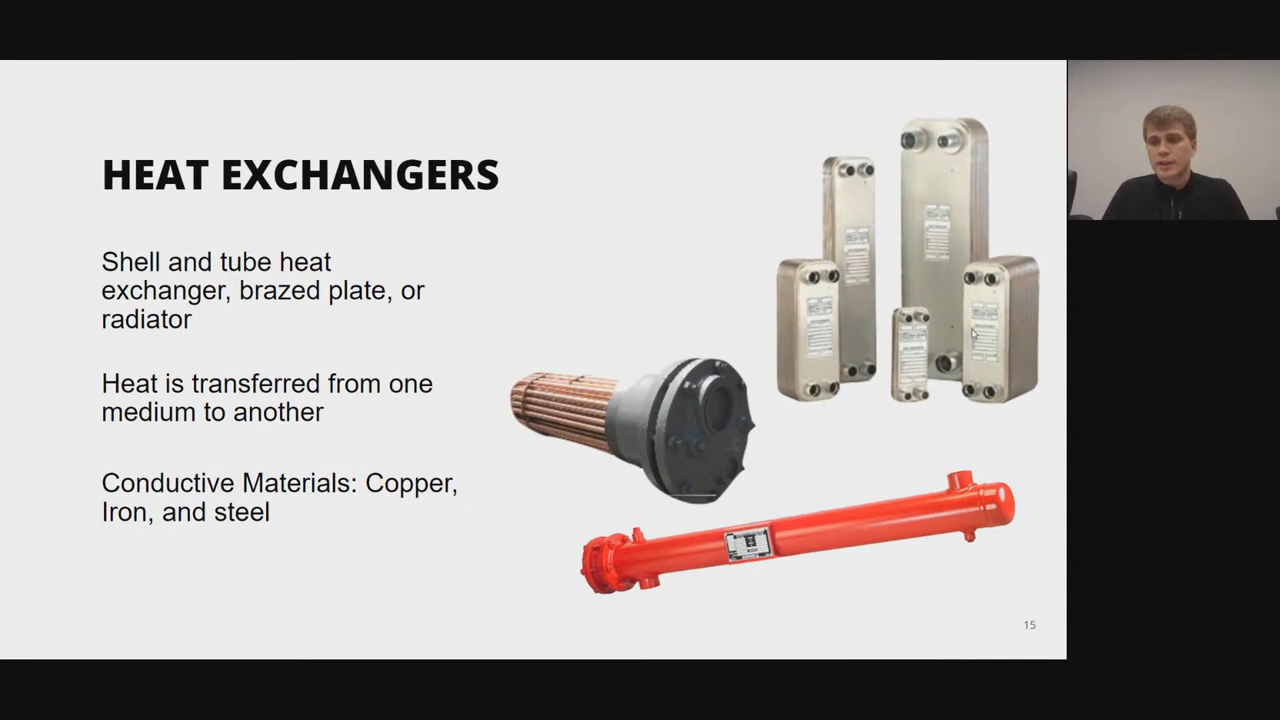 HEAT EXCHANGERS
Shell and tube heat
exchanger, brazed plate, or
radiator
Heat is transferred from one
medium to another
Conductive Materials: Copper,
Iron, and steel
15